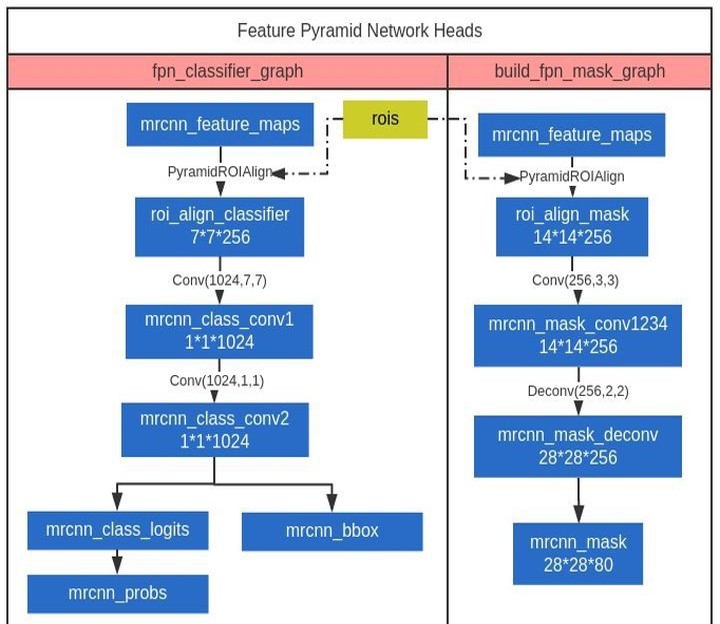 Feature Pyramid Network Heads
fpn_classifier_graph
build_fpn_mask_graph
rois
mrcnn_feature_maps
PyramidROIAlign
roi_align_classifier
7*7*256
Conv(1024,7,7)
mrcnn_class_conv1
1*1*1024
Conv(1024,1,1)
mrcnn_class_conv2
1*1*1024
mrcnn_class_logits
mrcnn_bbox
mrcnn_probs
mrcnn_feature_maps
PyramidROIAlign
roi_align_mask
14*14*256
Conv(256,3,3)
mrcnn_mask_conv1234
14*14*256
Deconv(256,2,2)
mrcnn_mask_deconv
28*28*256
mrcnn_mask
28*28*80